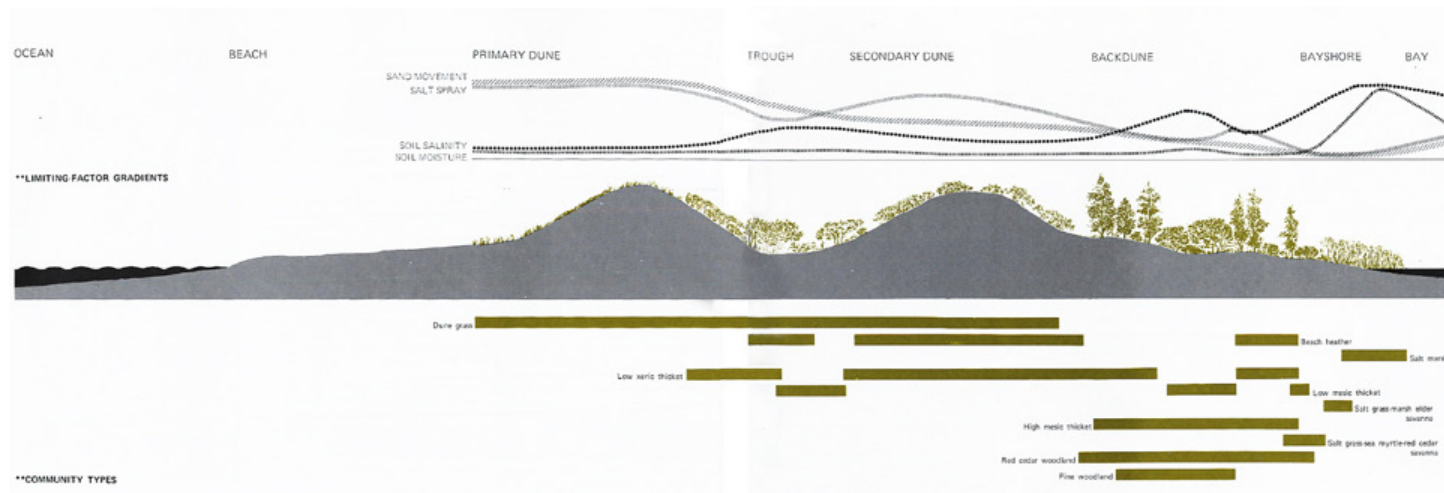 OCEAN
BEACH
PRIMARY DUNE
TROUGH
SECONDARY DUNE
BACKDUNE
BAYSHORE
BAY
SAND MOVEMENT
SALT SPRAY
SOIL SALINITY
SOIL MOISTURE
**LIMITING-FACTOR GRADIENTS
Dune grass
Beach heather
Salt mars
Low xeric thicket
Low mesic thicket
Salt grass-marsh elder
savanna
High mesic thicket
Salt grass-sea myrtle-red cedar
savanna
Red cedar woodland
Pine woodland
**COMMUNITY TYPES